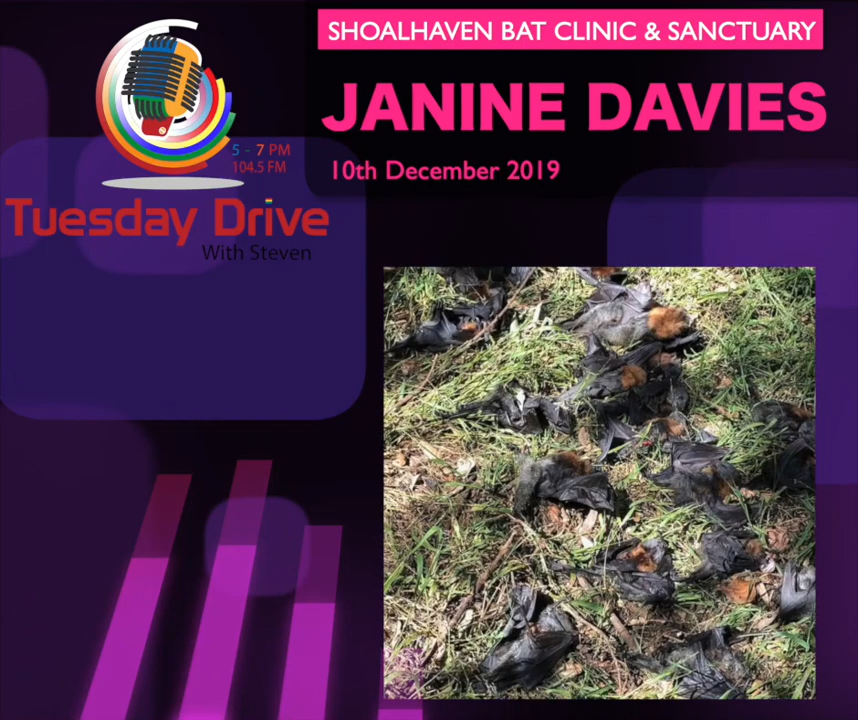 SHOALHAVEN BAT CLINIC & SANCTUARY
JANINE DAVIES
10th December 2019
5 - 7 PM
104.5 FM
Tuesday Drive
With Steven